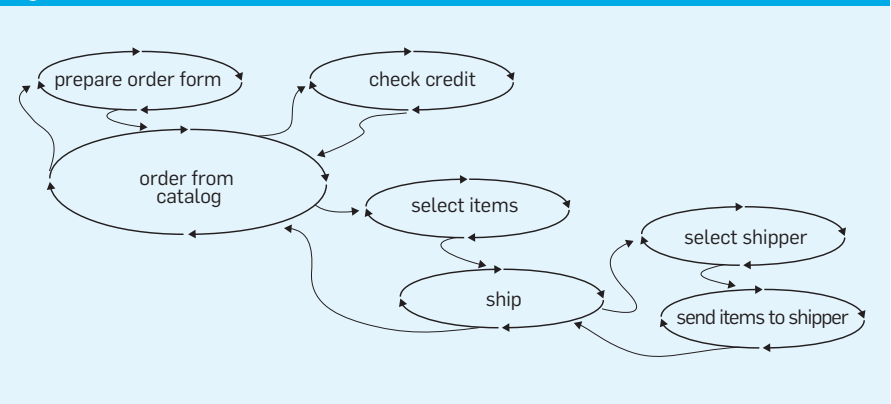 prepare order form
check credit
order from
catalog
select items
select shipper
ship
send items to shipper